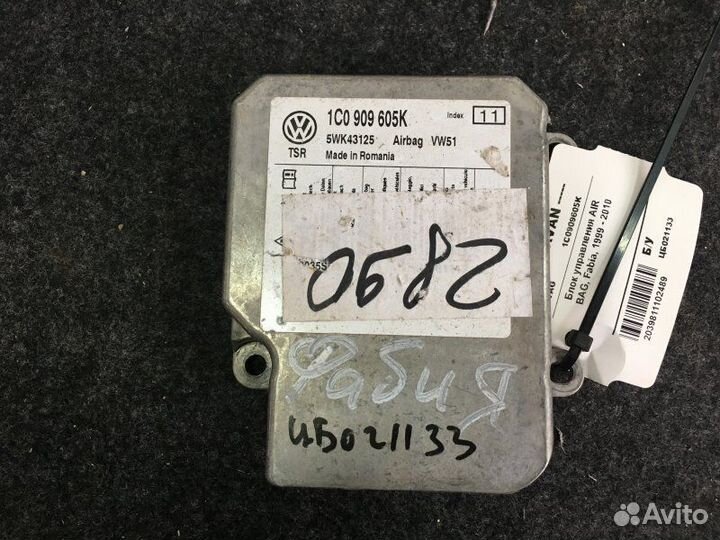 1C0 909 605K
Index 11
5WK43125 Airbag VW51
TSR Made in Romania
2890
Фабия
ЦБ021133
1C0909605K
Блок управления AIR
BAG, Fabia, 1999 - 2010
Б/У
ЦБ021133
2039811102489
Avito